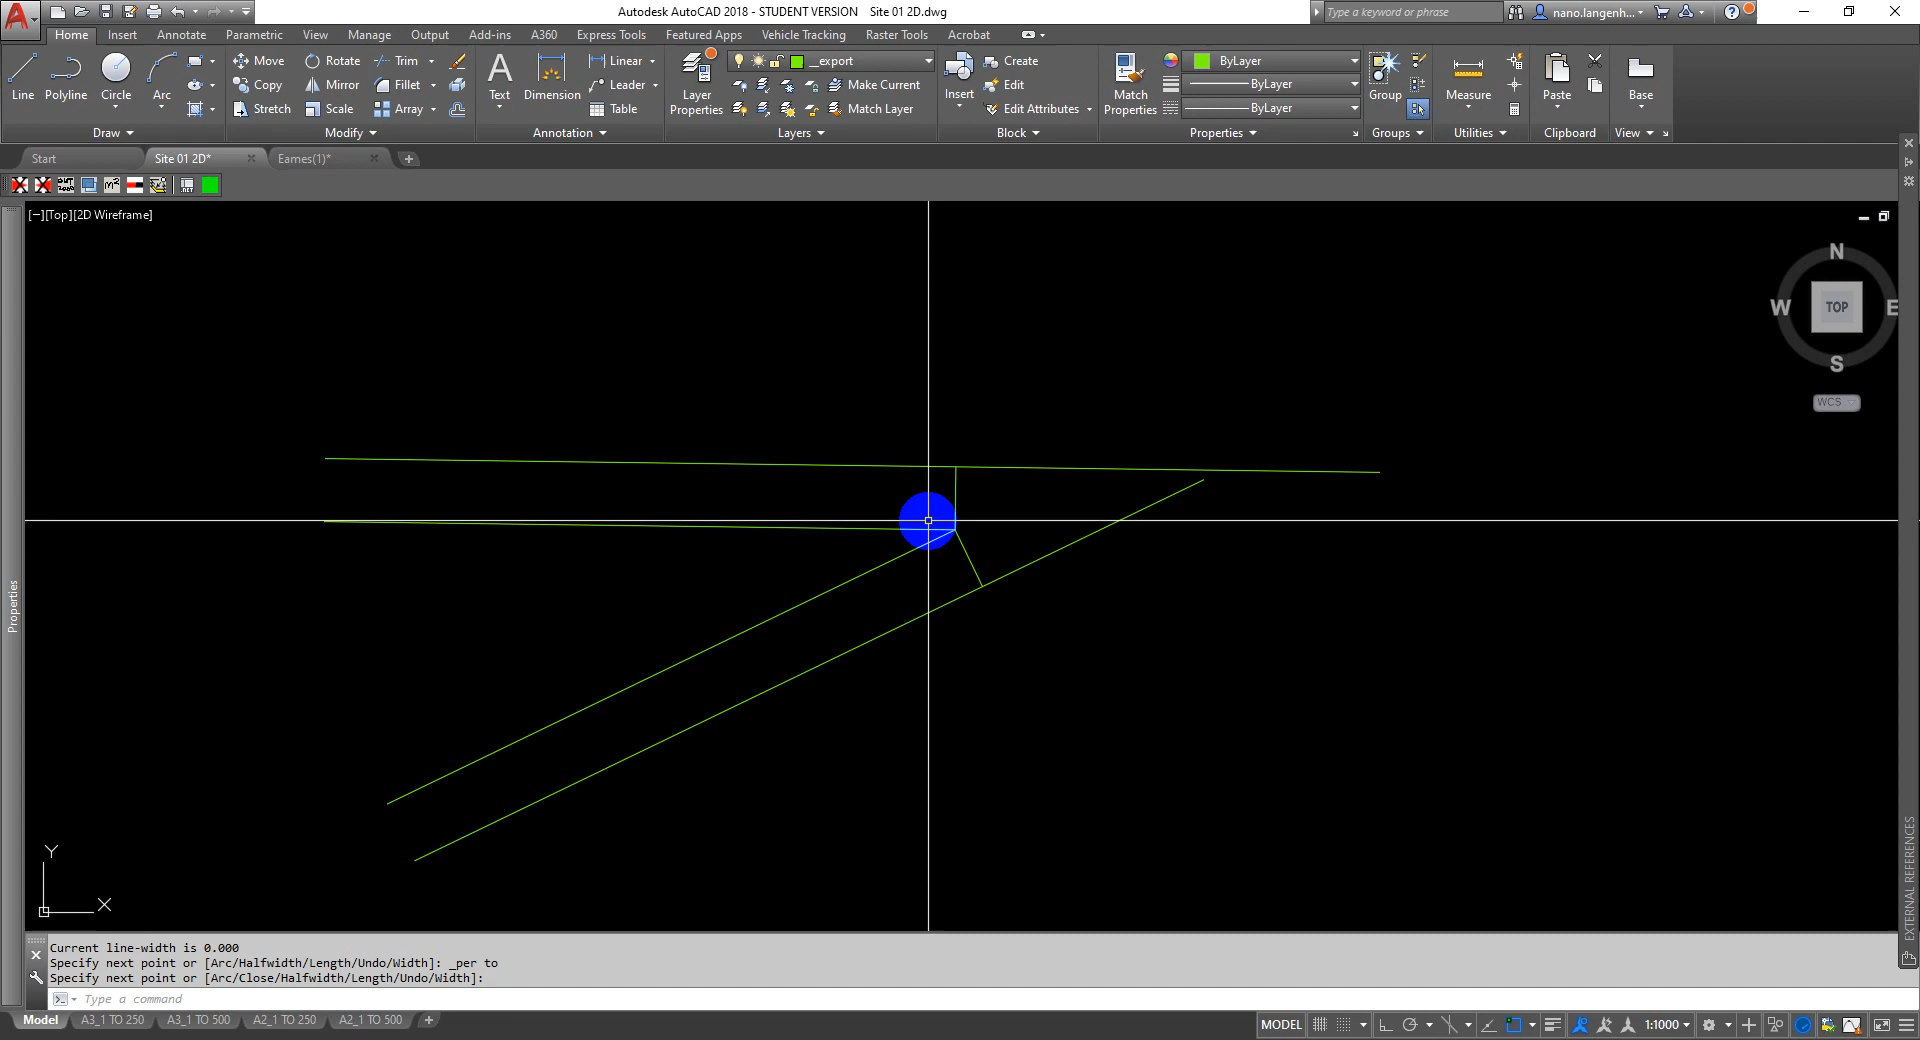 Autodesk AutoCAD 2018 - STUDENT VERSION Site 01 2D.dwg
Type a keyword or phrase
nano.langenh...
Home Insert Annotate Parametric View Manage Output Add-ins A360 Express Tools Featured Apps Vehicle Tracking Raster Tools Acrobat
Line Polyline Circle Arc
Move Rotate Trim
Copy Mirror Fillet
Stretch Scale Array
Text Dimension
Linear
Leader
Table
Layer Properties
__export
Make Current
Match Layer
Insert
Create
Edit
Edit Attributes
Match Properties
ByLayer
ByLayer
ByLayer
Group
Measure
Paste
Base
Draw Modify Annotation Layers Block Properties Groups Utilities Clipboard View
Start Site 01 2D* Eames(1)*
[−][Top][2D Wireframe]
N
W TOP E
S
WCS
Properties
EXTERNAL REFERENCES
Y
X
Current line-width is 0.000
Specify next point or [Arc/Halfwidth/Length/Undo/Width]: _per to
Specify next point or [Arc/Close/Halfwidth/Length/Undo/Width]:
Type a command
Model A3_1 TO 250 A3_1 TO 500 A2_1 TO 250 A2_1 TO 500
MODEL 1:1000